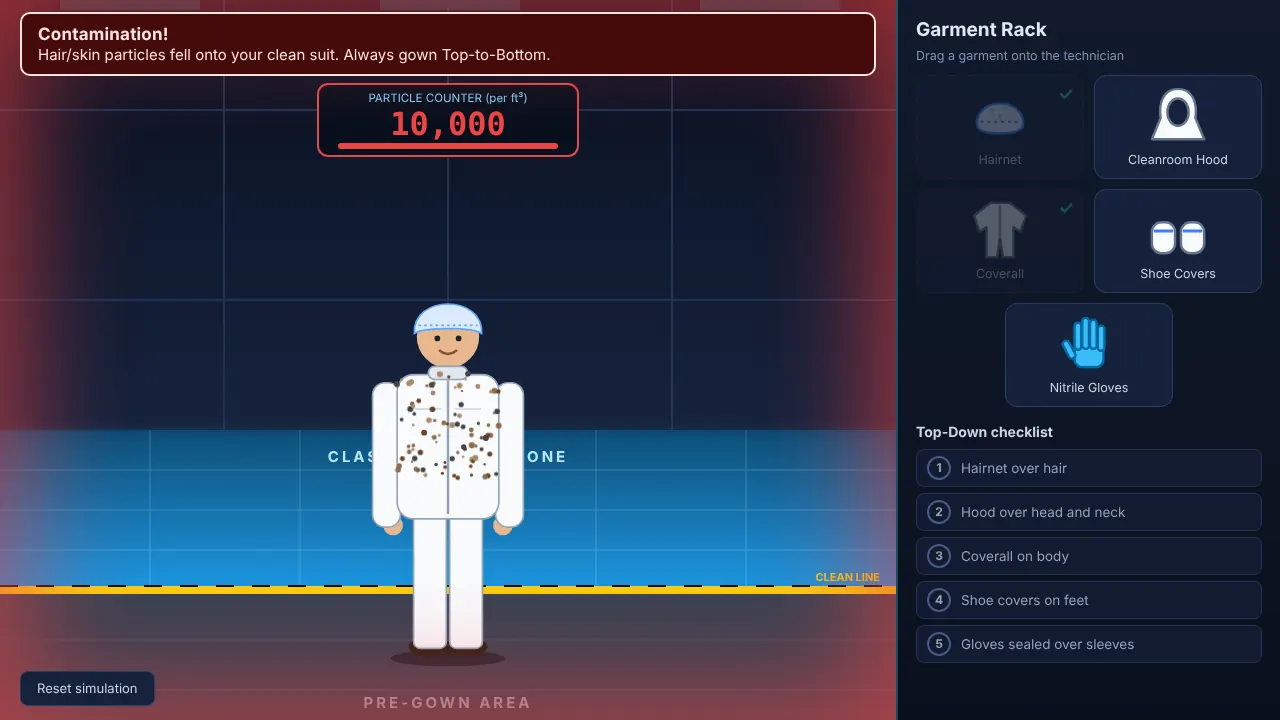 Contamination!
Hair/skin particles fell onto your clean suit. Always gown Top-to-Bottom.
PARTICLE COUNTER (per ft³)
10,000
CLAS
ONE
CLEAN LINE
PRE-GOWN AREA
Reset simulation
Garment Rack
Drag a garment onto the technician
Hairnet
Cleanroom Hood
Coverall
Shoe Covers
Nitrile Gloves
Top-Down checklist
1 Hairnet over hair
2 Hood over head and neck
3 Coverall on body
4 Shoe covers on feet
5 Gloves sealed over sleeves